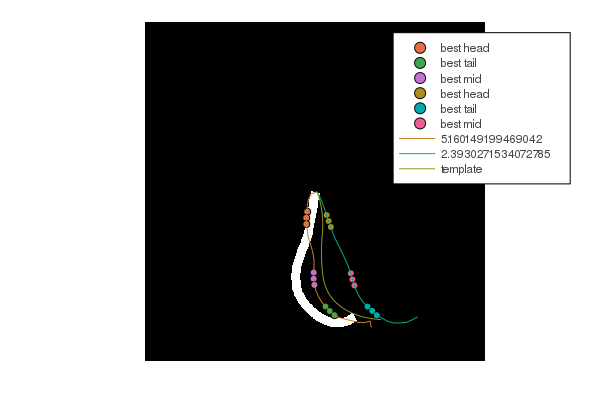 best head
best tail
best mid
best head
best tail
best mid
5.160149199469042
2.3930271534072785
template